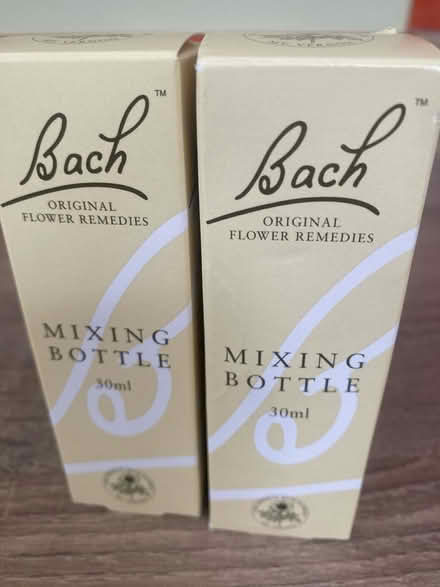 Bach™
ORIGINAL
FLOWER REMEDIES
MIXING
BOTTLE
30ml
Bach™
ORIGINAL
FLOWER REMEDIES
MIXING
BOTTLE
30ml